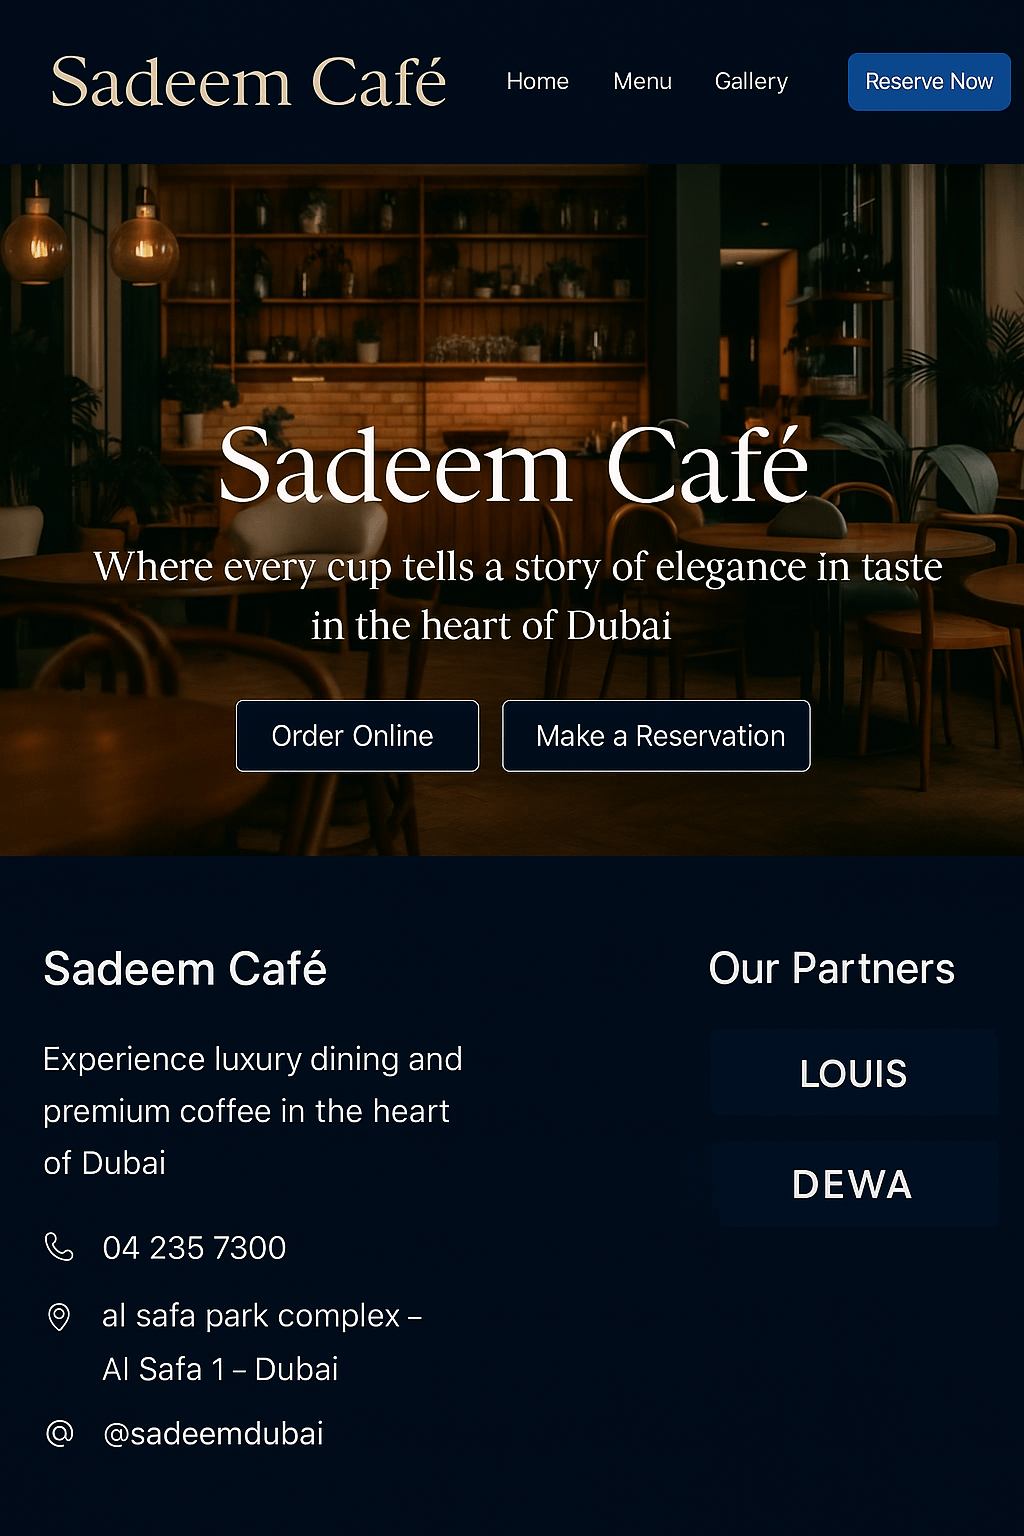 Sadeem Café
Home Menu Gallery Reserve Now
Sadeem Café
Where every cup tells a story of elegance in taste
in the heart of Dubai
Order Online Make a Reservation
Sadeem Café
Experience luxury dining and
premium coffee in the heart
of Dubai
04 235 7300
al safa park complex –
Al Safa 1 – Dubai
@sadeemdubai
Our Partners
LOUIS
DEWA